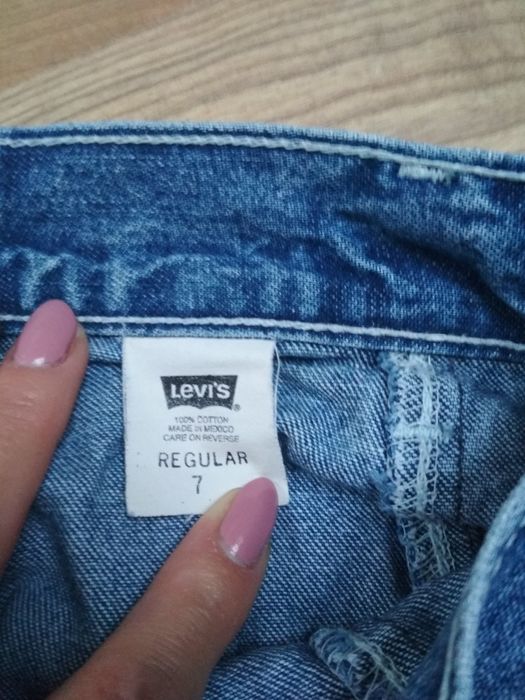 LEVI'S
®
100% COTTON
MADE IN MEXICO
CARE ON REVERSE
REGULAR
7